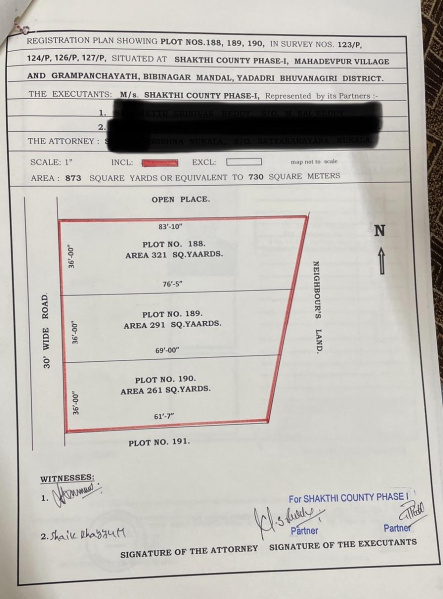 REGISTRATION PLAN SHOWING PLOT NOS.188, 189, 190, IN SURVEY NOS. 123/P,
124/P, 126/P, 127/P, SITUATED AT SHAKTHI COUNTY PHASE-I, MAHADEVPUR VILLAGE
AND GRAMPANCHAYATH, BIBINAGAR MANDAL, YADADRI BHUVANAGIRI DISTRICT.
THE EXECUTANTS: M/s. SHAKTHI COUNTY PHASE-I, Represented by its Partners :-
1.
2.
THE ATTORNEY :
SCALE: 1" INCL: EXCL: map not to scale
AREA : 873 SQUARE YARDS OR EQUIVALENT TO 730 SQUARE METERS
OPEN PLACE.
83'-10"
N
36'-00"
PLOT NO. 188.
AREA 321 SQ.YAARDS.
76'-5"
30' WIDE ROAD.
NEIGHBOUR'S LAND.
36'-00"
PLOT NO. 189.
AREA 291 SQ.YAARDS.
69'-00"
36'-00"
PLOT NO. 190.
AREA 261 SQ.YARDS.
61'-7"
PLOT NO. 191.
WITNESSES:
1.
2. Shaik
For SHAKTHI COUNTY PHASE I
Partner Partner
SIGNATURE OF THE ATTORNEY SIGNATURE OF THE EXECUTANTS